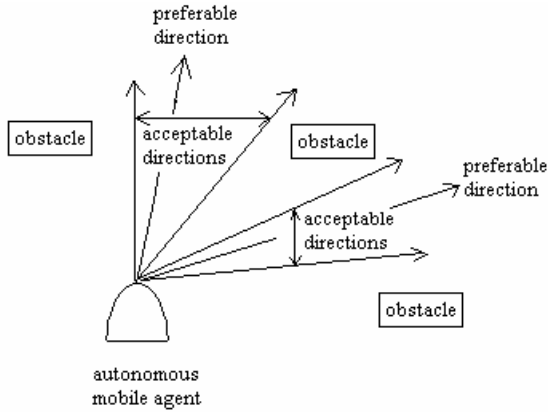 preferable
direction
obstacle
acceptable
directions
obstacle
preferable
direction
acceptable
directions
obstacle
autonomous
mobile agent